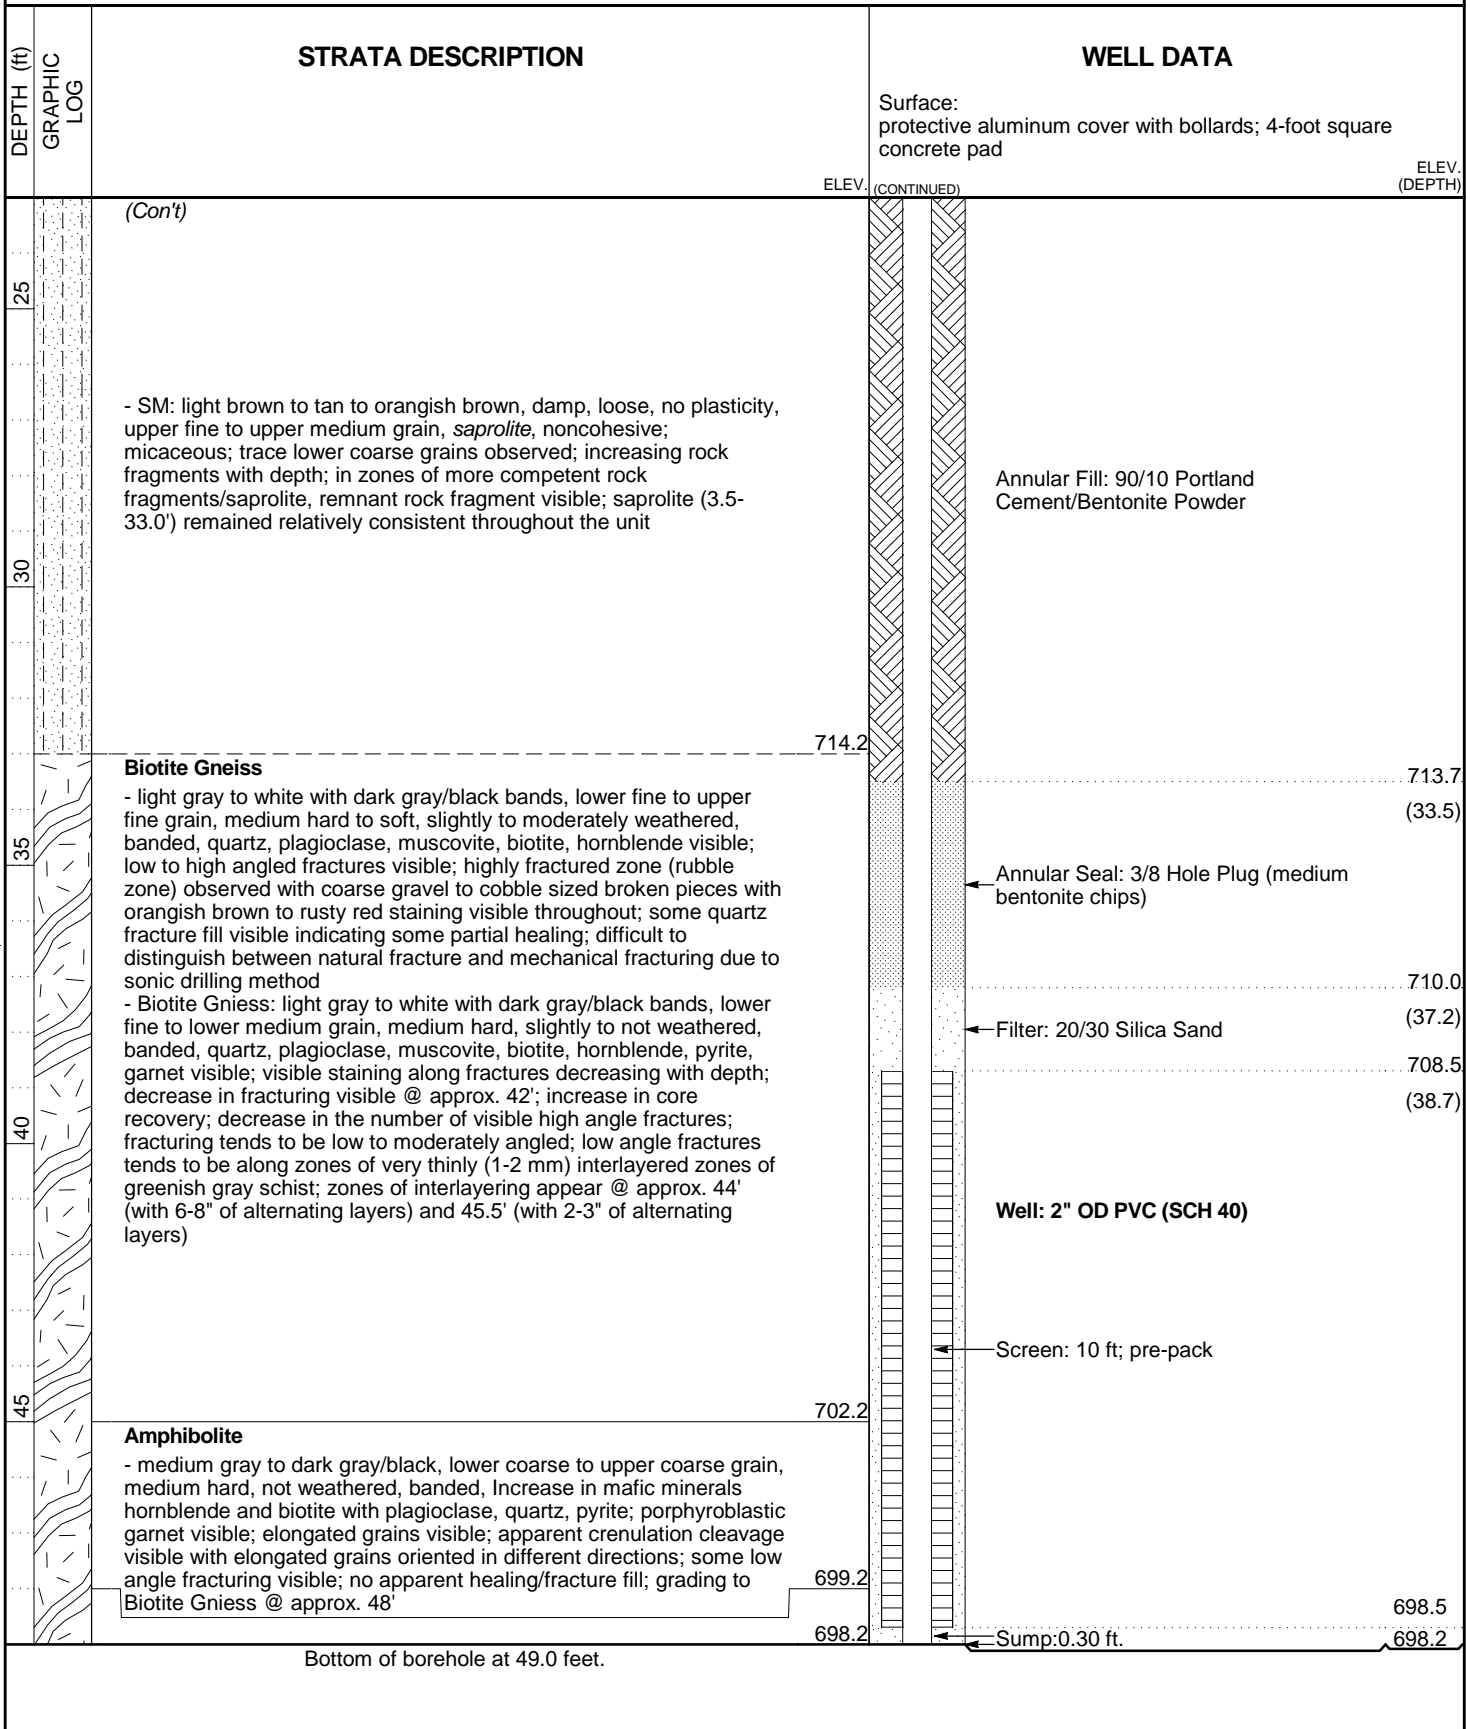 DEPTH (ft)
GRAPHIC
LOG
STRATA DESCRIPTION
ELEV.
WELL DATA
Surface:
protective aluminum cover with bollards; 4-foot square
concrete pad
(CONTINUED)
ELEV.
(DEPTH)
(Con't)
25
- SM: light brown to tan to orangish brown, damp, loose, no plasticity,
upper fine to upper medium grain, saprolite, noncohesive;
micaceous; trace lower coarse grains observed; increasing rock
fragments with depth; in zones of more competent rock
fragments/saprolite, remnant rock fragment visible; saprolite (3.5-
33.0') remained relatively consistent throughout the unit
Annular Fill: 90/10 Portland
Cement/Bentonite Powder
30
714.2
Biotite Gneiss
- light gray to white with dark gray/black bands, lower fine to upper
fine grain, medium hard to soft, slightly to moderately weathered,
banded, quartz, plagioclase, muscovite, biotite, hornblende visible;
low to high angled fractures visible; highly fractured zone (rubble
zone) observed with coarse gravel to cobble sized broken pieces with
orangish brown to rusty red staining visible throughout; some quartz
fracture fill visible indicating some partial healing; difficult to
distinguish between natural fracture and mechanical fracturing due to
sonic drilling method
- Biotite Gniess: light gray to white with dark gray/black bands, lower
fine to lower medium grain, medium hard, slightly to not weathered,
banded, quartz, plagioclase, muscovite, biotite, hornblende, pyrite,
garnet visible; visible staining along fractures decreasing with depth;
decrease in fracturing visible @ approx. 42'; increase in core
recovery; decrease in the number of visible high angle fractures;
fracturing tends to be low to moderately angled; low angle fractures
tends to be along zones of very thinly (1-2 mm) interlayered zones of
greenish gray schist; zones of interlayering appear @ approx. 44'
(with 6-8" of alternating layers) and 45.5' (with 2-3" of alternating
layers)
713.7
(33.5)
35
Annular Seal: 3/8 Hole Plug (medium
bentonite chips)
710.0
(37.2)
Filter: 20/30 Silica Sand
708.5
(38.7)
40
Well: 2" OD PVC (SCH 40)
Screen: 10 ft; pre-pack
45
702.2
Amphibolite
- medium gray to dark gray/black, lower coarse to upper coarse grain,
medium hard, not weathered, banded, Increase in mafic minerals
hornblende and biotite with plagioclase, quartz, pyrite; porphyroblastic
garnet visible; elongated grains visible; apparent crenulation cleavage
visible with elongated grains oriented in different directions; some low
angle fracturing visible; no apparent healing/fracture fill; grading to
Biotite Gniess @ approx. 48'
699.2
698.5
698.2
Sump:0.30 ft.
698.2
Bottom of borehole at 49.0 feet.